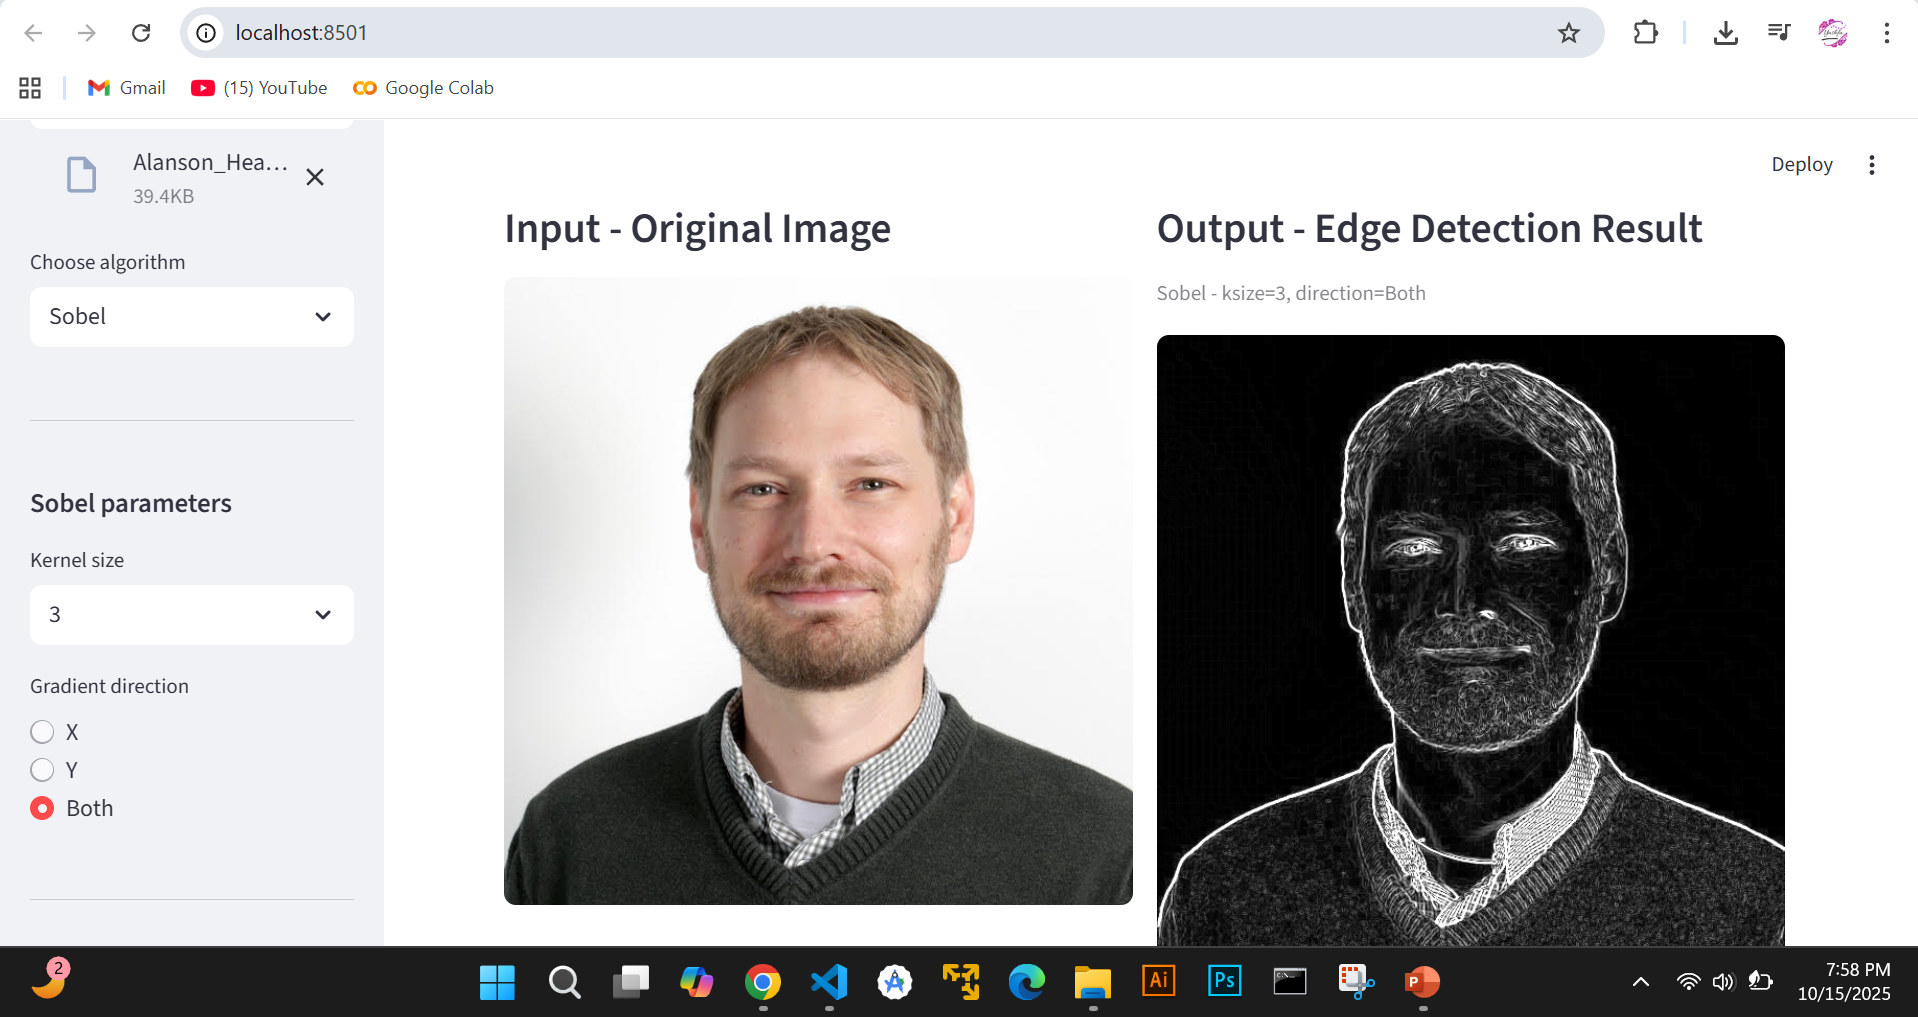 localhost:8501
Gmail
(15) YouTube
Google Colab
Alanson_Hea...
39.4KB
Choose algorithm
Sobel
Sobel parameters
Kernel size
3
Gradient direction
X
Y
Both
Deploy
Input - Original Image
Output - Edge Detection Result
Sobel - ksize=3, direction=Both
2
Ai
Ps
P
7:58 PM
10/15/2025